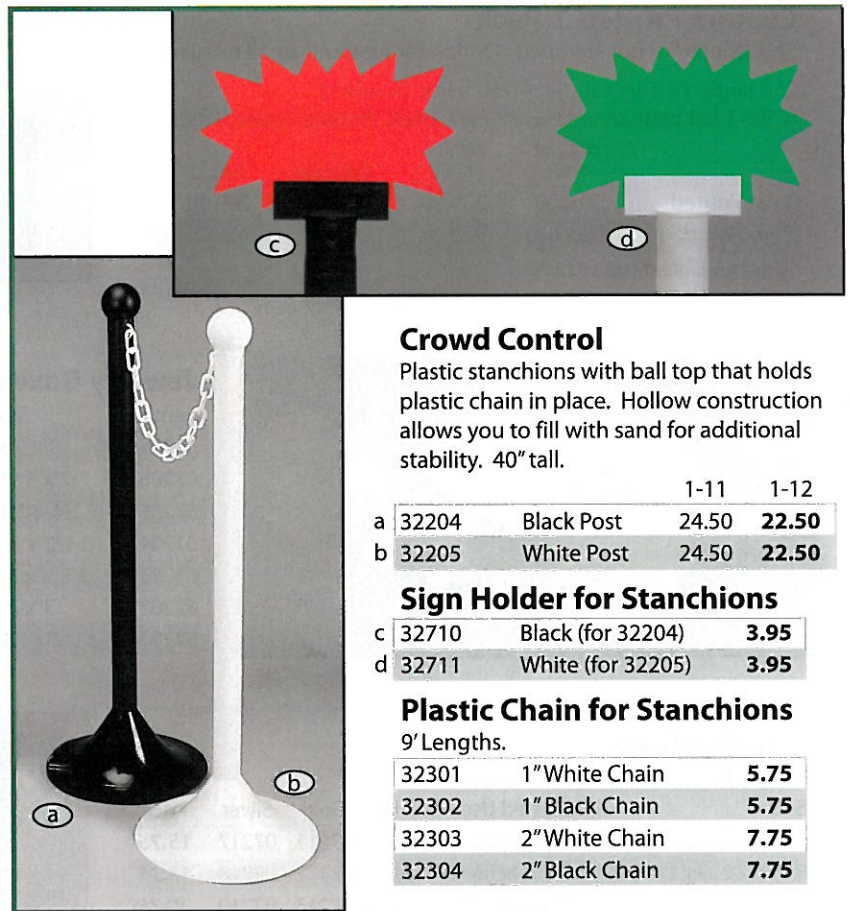 c
d
a
b
Crowd Control
Plastic stanchions with ball top that holds
plastic chain in place. Hollow construction
allows you to fill with sand for additional
stability. 40" tall.
1-11 1-12
a 32204 Black Post 24.50 22.50
b 32205 White Post 24.50 22.50
Sign Holder for Stanchions
c 32710 Black (for 32204) 3.95
d 32711 White (for 32205) 3.95
Plastic Chain for Stanchions
9' Lengths.
32301 1" White Chain 5.75
32302 1" Black Chain 5.75
32303 2" White Chain 7.75
32304 2" Black Chain 7.75